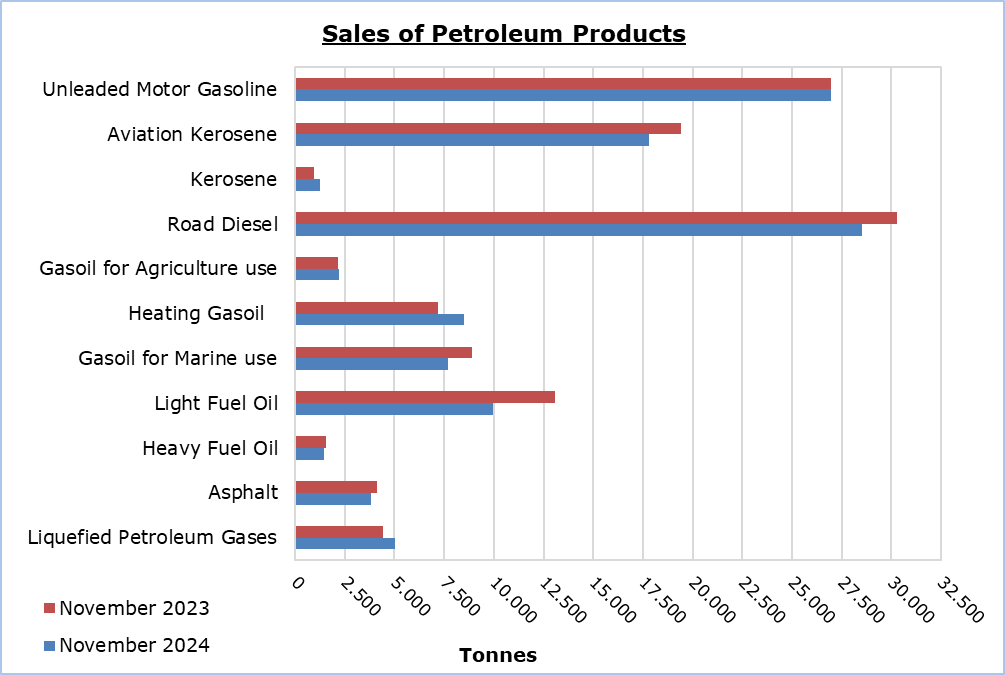 Sales of Petroleum Products
Unleaded Motor Gasoline
Aviation Kerosene
Kerosene
Road Diesel
Gasoil for Agriculture use
Heating Gasoil
Gasoil for Marine use
Light Fuel Oil
Heavy Fuel Oil
Asphalt
Liquefied Petroleum Gases
0 2.500 5.000 7.500 10.000 12.500 15.000 17.500 20.000 22.500 25.000 27.500 30.000 32.500
November 2023
November 2024
Tonnes